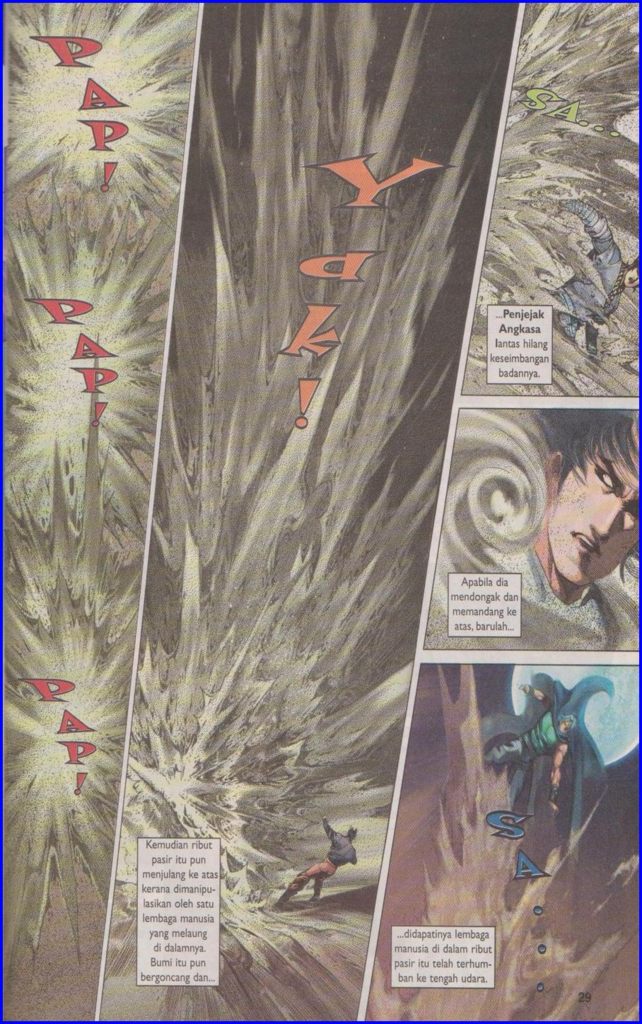 PAP!
PAP!
PAP!
Yak!
Kemudian ribut
pasir itu pun
menjulang ke atas
kerana dimanipu-
lasikan oleh satu
lembaga manusia
yang melaung
di dalamnya.
Bumi itu pun
bergoncang dan...
SA...
...Penjejak
Angkasa
lantas hilang
keseimbangan
badannya.
Apabila dia
mendongak dan
memandang ke
atas, barulah...
SA...
...didapatinya lembaga
manusia di dalam ribut
pasir itu telah terhum-
ban ke tengah udara.
29